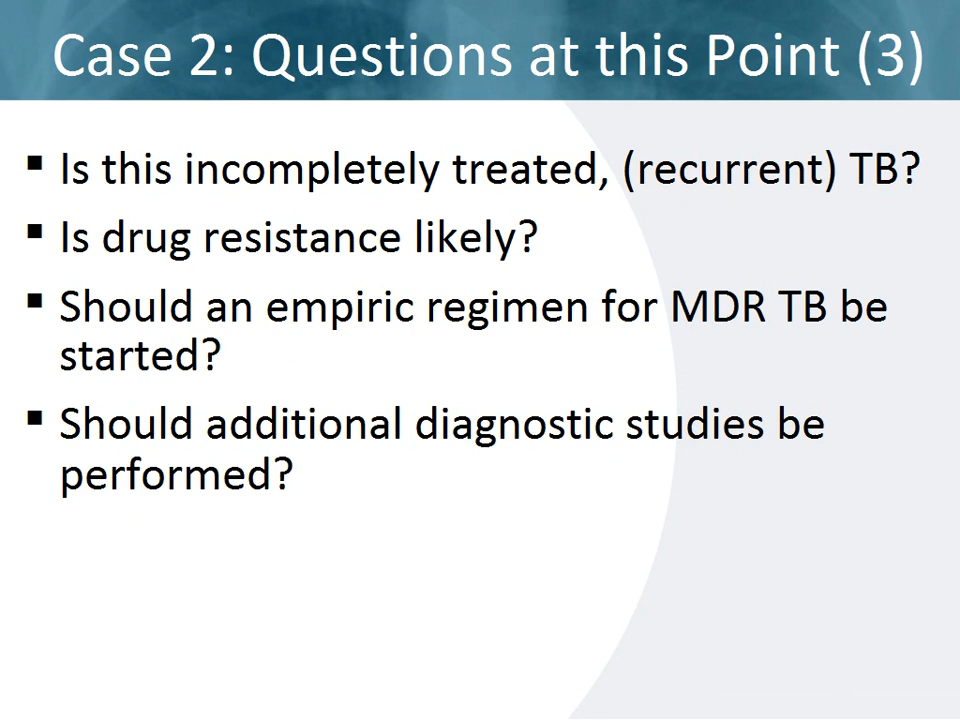 Case 2: Questions at this Point (3)
▪ Is this incompletely treated, (recurrent) TB?
▪ Is drug resistance likely?
▪ Should an empiric regimen for MDR TB be
started?
▪ Should additional diagnostic studies be
performed?